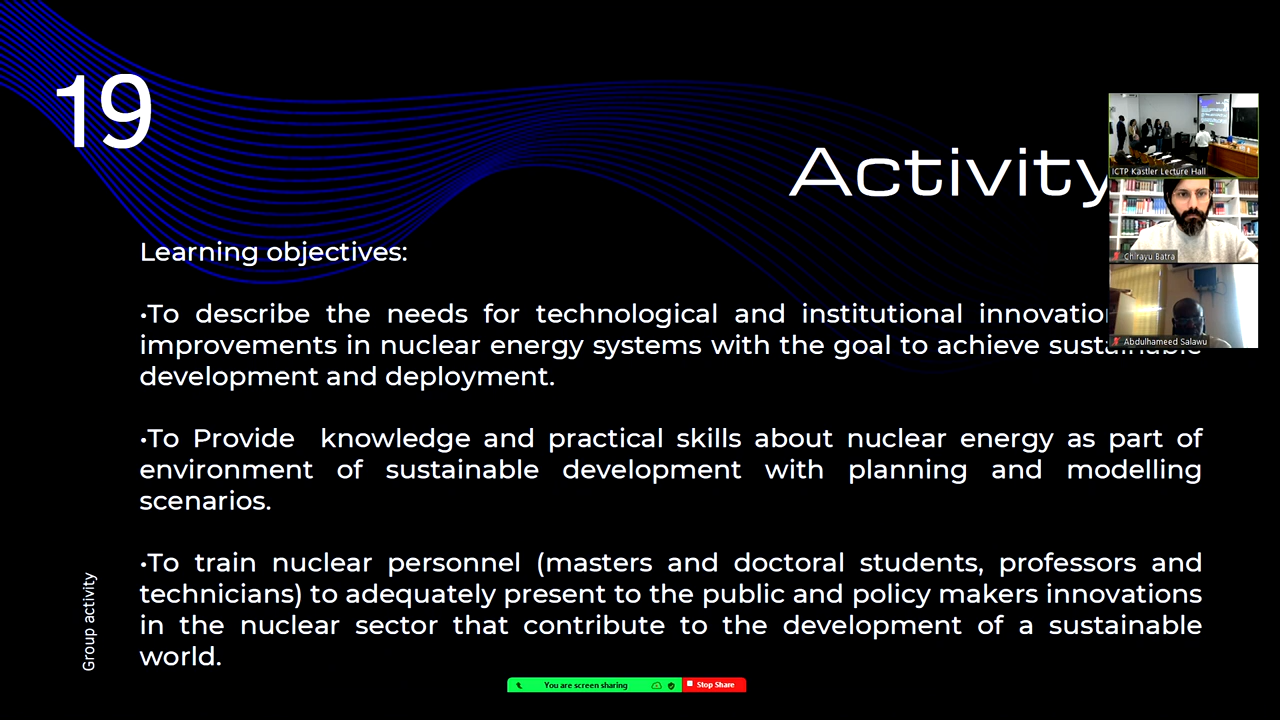 19
Activity
ICTP Kastler Lecture Hall
Chirayu Batra
Abdulhameed Salawu
Learning objectives:
•To describe the needs for technological and institutional innovation
improvements in nuclear energy systems with the goal to achieve sustainable
development and deployment.
•To Provide knowledge and practical skills about nuclear energy as part of
environment of sustainable development with planning and modelling
scenarios.
•To train nuclear personnel (masters and doctoral students, professors and
technicians) to adequately present to the public and policy makers innovations
in the nuclear sector that contribute to the development of a sustainable
world.
Group activity
You are screen sharing
Stop Share